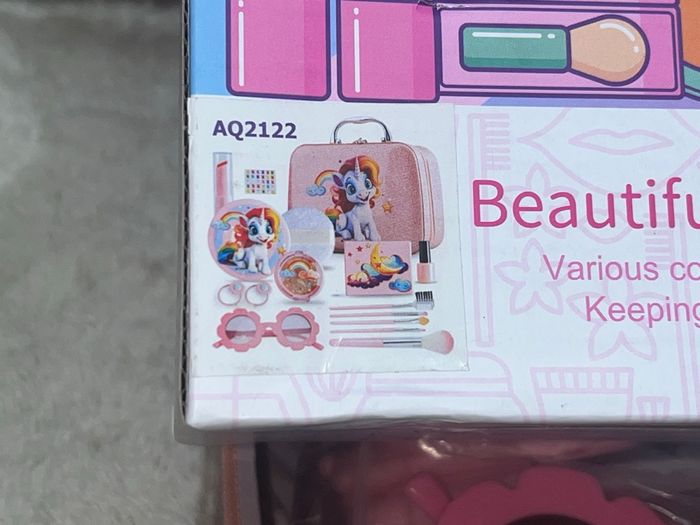 AQ2122
Beautifu
Various co
Keeping